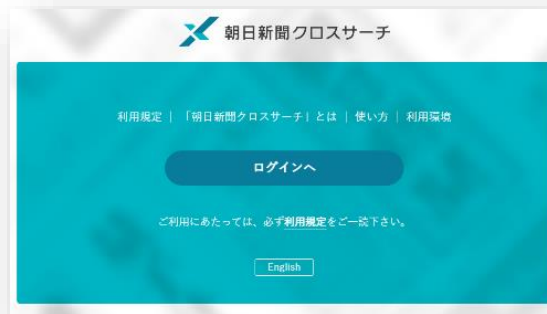 朝日新聞クロスサーチ
利用規定 | 「朝日新聞クロスサーチ」とは | 使い方 | 利用環境
ログインへ
ご利用にあたっては、必ず利用規定をご一読下さい。
English